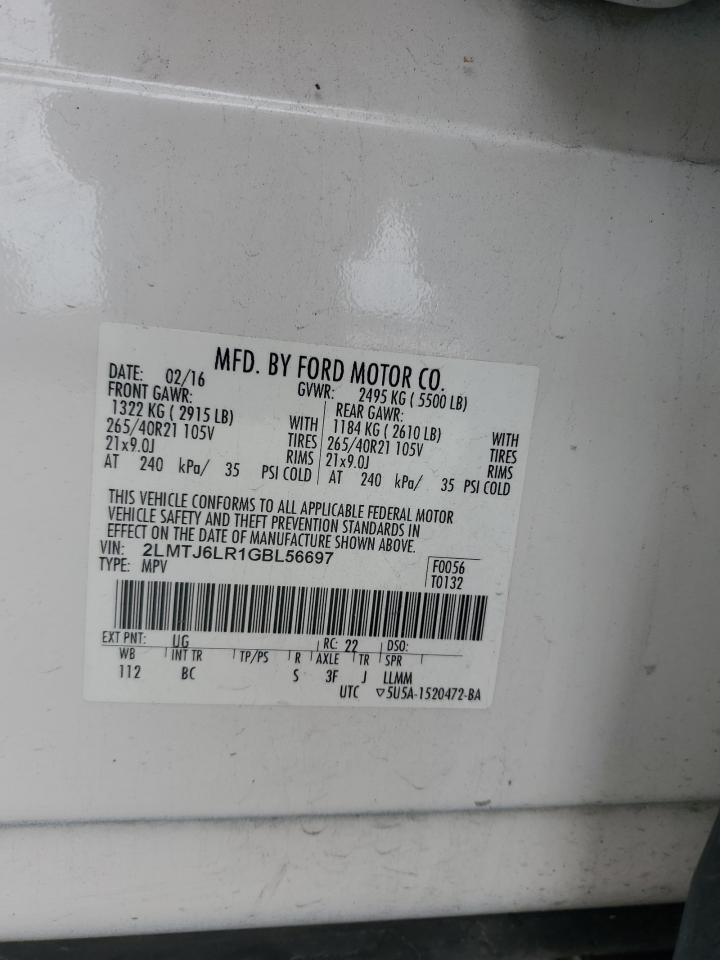 MFD. BY FORD MOTOR CO.
DATE: 02/16 GVWR: 2495 KG ( 5500 LB)
FRONT GAWR: REAR GAWR:
1322 KG ( 2915 LB) WITH 1184 KG ( 2610 LB) WITH
265/40R21 105V TIRES 265/40R21 105V TIRES
21x9.0J RIMS 21x9.0J RIMS
AT 240 kPa/ 35 PSI COLD AT 240 kPa/ 35 PSI COLD
THIS VEHICLE CONFORMS TO ALL APPLICABLE FEDERAL MOTOR
VEHICLE SAFETY AND THEFT PREVENTION STANDARDS IN
EFFECT ON THE DATE OF MANUFACTURE SHOWN ABOVE.
VIN: 2LMTJ6LR1GBL56697 F0056
TYPE: MPV T0132
EXT PNT: UG RC: 22 DSO:
WB INT TR TP/PS R AXLE TR SPR
112 BC S 3F J LLMM
UTC ▽5U5A-1520472-BA